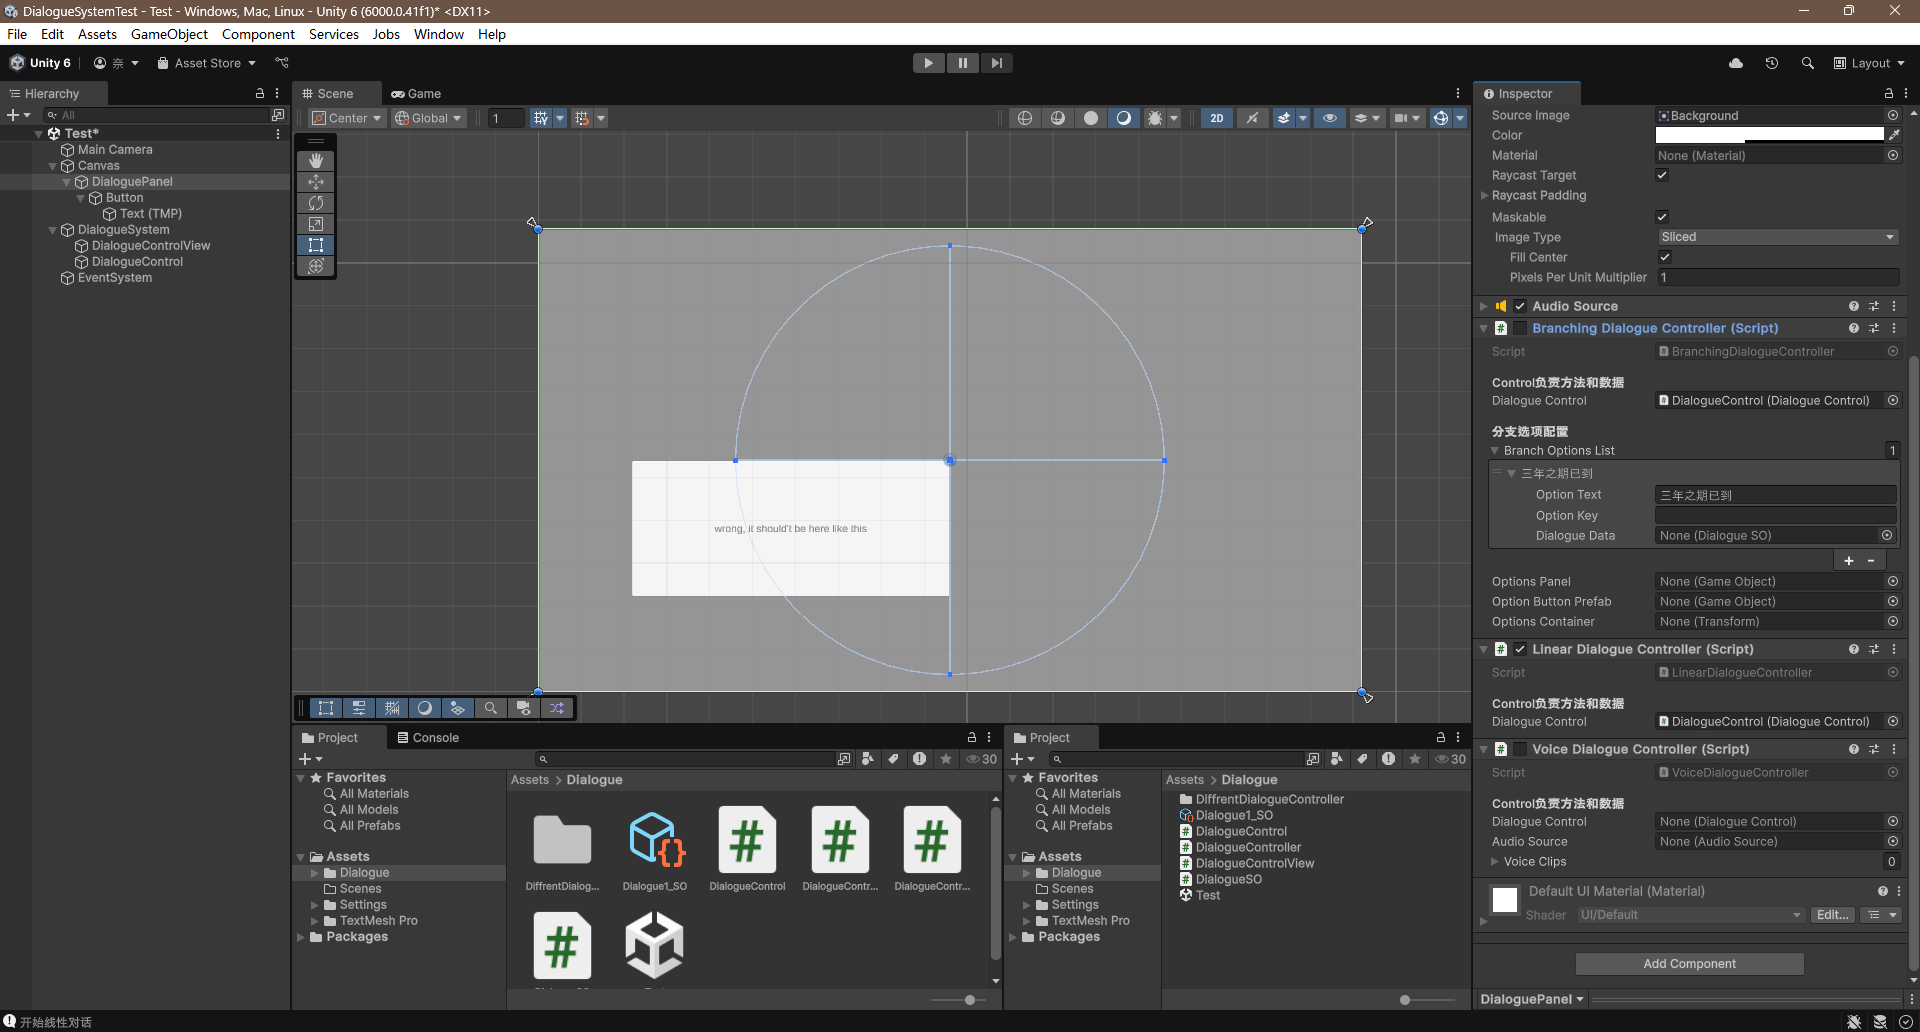 DialogueSystemTest - Test - Windows, Mac, Linux - Unity 6 (6000.0.41f1)* <DX11>
File Edit Assets GameObject Component Services Jobs Window Help
Unity 6 奈 Asset Store Layout
Hierarchy
All
Test*
Main Camera
Canvas
DialoguePanel
Button
Text (TMP)
DialogueSystem
DialogueControlView
DialogueControl
EventSystem
Scene Game
Center Global 1 2D
wrong, it should't be here like this
Project Console
30
Favorites
All Materials
All Models
All Prefabs
Assets
Dialogue
Scenes
Settings
TextMesh Pro
Packages
Assets > Dialogue
DiffrentDialog...
Dialogue1_SO
DialogueControl
DialogueContr...
DialogueContr...
Project
30
Favorites
All Materials
All Models
All Prefabs
Assets
Dialogue
Scenes
Settings
TextMesh Pro
Packages
Assets > Dialogue
DiffrentDialogueController
Dialogue1_SO
DialogueControl
DialogueController
DialogueControlView
DialogueSO
Test
Inspector
Source Image Background
Color
Material None (Material)
Raycast Target
Raycast Padding
Maskable
Image Type Sliced
Fill Center
Pixels Per Unit Multiplier 1
Audio Source
Branching Dialogue Controller (Script)
Script BranchingDialogueController
Control负责方法和数据
Dialogue Control DialogueControl (Dialogue Control)
分支选项配置
Branch Options List 1
三年之期已到
Option Text 三年之期已到
Option Key
Dialogue Data None (Dialogue SO)
+ -
Options Panel None (Game Object)
Option Button Prefab None (Game Object)
Options Container None (Transform)
Linear Dialogue Controller (Script)
Script LinearDialogueController
Control负责方法和数据
Dialogue Control DialogueControl (Dialogue Control)
Voice Dialogue Controller (Script)
Script VoiceDialogueController
Control负责方法和数据
Dialogue Control None (Dialogue Control)
Audio Source None (Audio Source)
Voice Clips 0
Default UI Material (Material)
Shader UI/Default Edit...
Add Component
DialoguePanel
开始线性对话